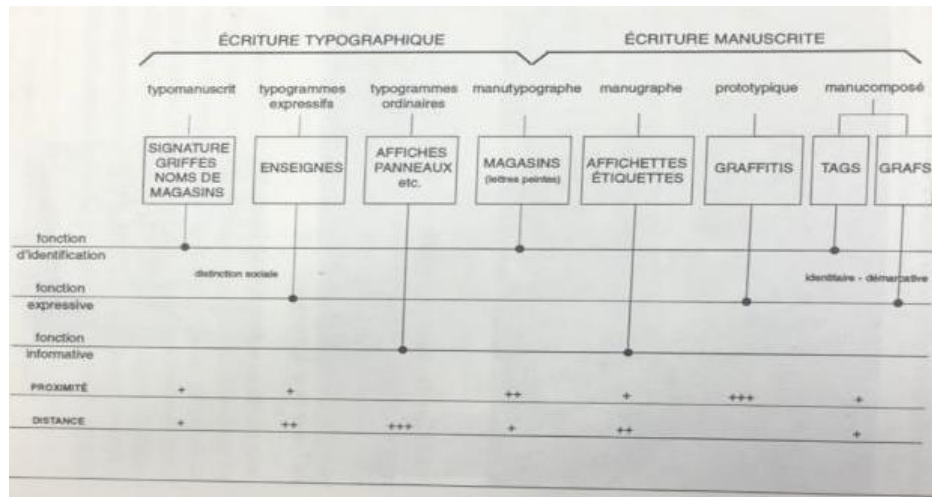 ÉCRITURE TYPOGRAPHIQUE ÉCRITURE MANUSCRITE
typomanuscrit typogrammes expressifs typogrammes ordinaires manutypographe manugraphe prototypique manucomposé
SIGNATURE
GRIFFES
NOMS DE
MAGASINS
ENSEIGNES
AFFICHES
PANNEAUX
etc.
MAGASINS
(lettres peintes)
AFFICHETTES
ÉTIQUETTES
GRAFFITIS
TAGS
GRAFS
fonction
d'identification
distinction sociale identitaire - démarcative
fonction
expressive
fonction
informative
PROXIMITÉ + + ++ + +++ +
DISTANCE + ++ +++ + ++ +